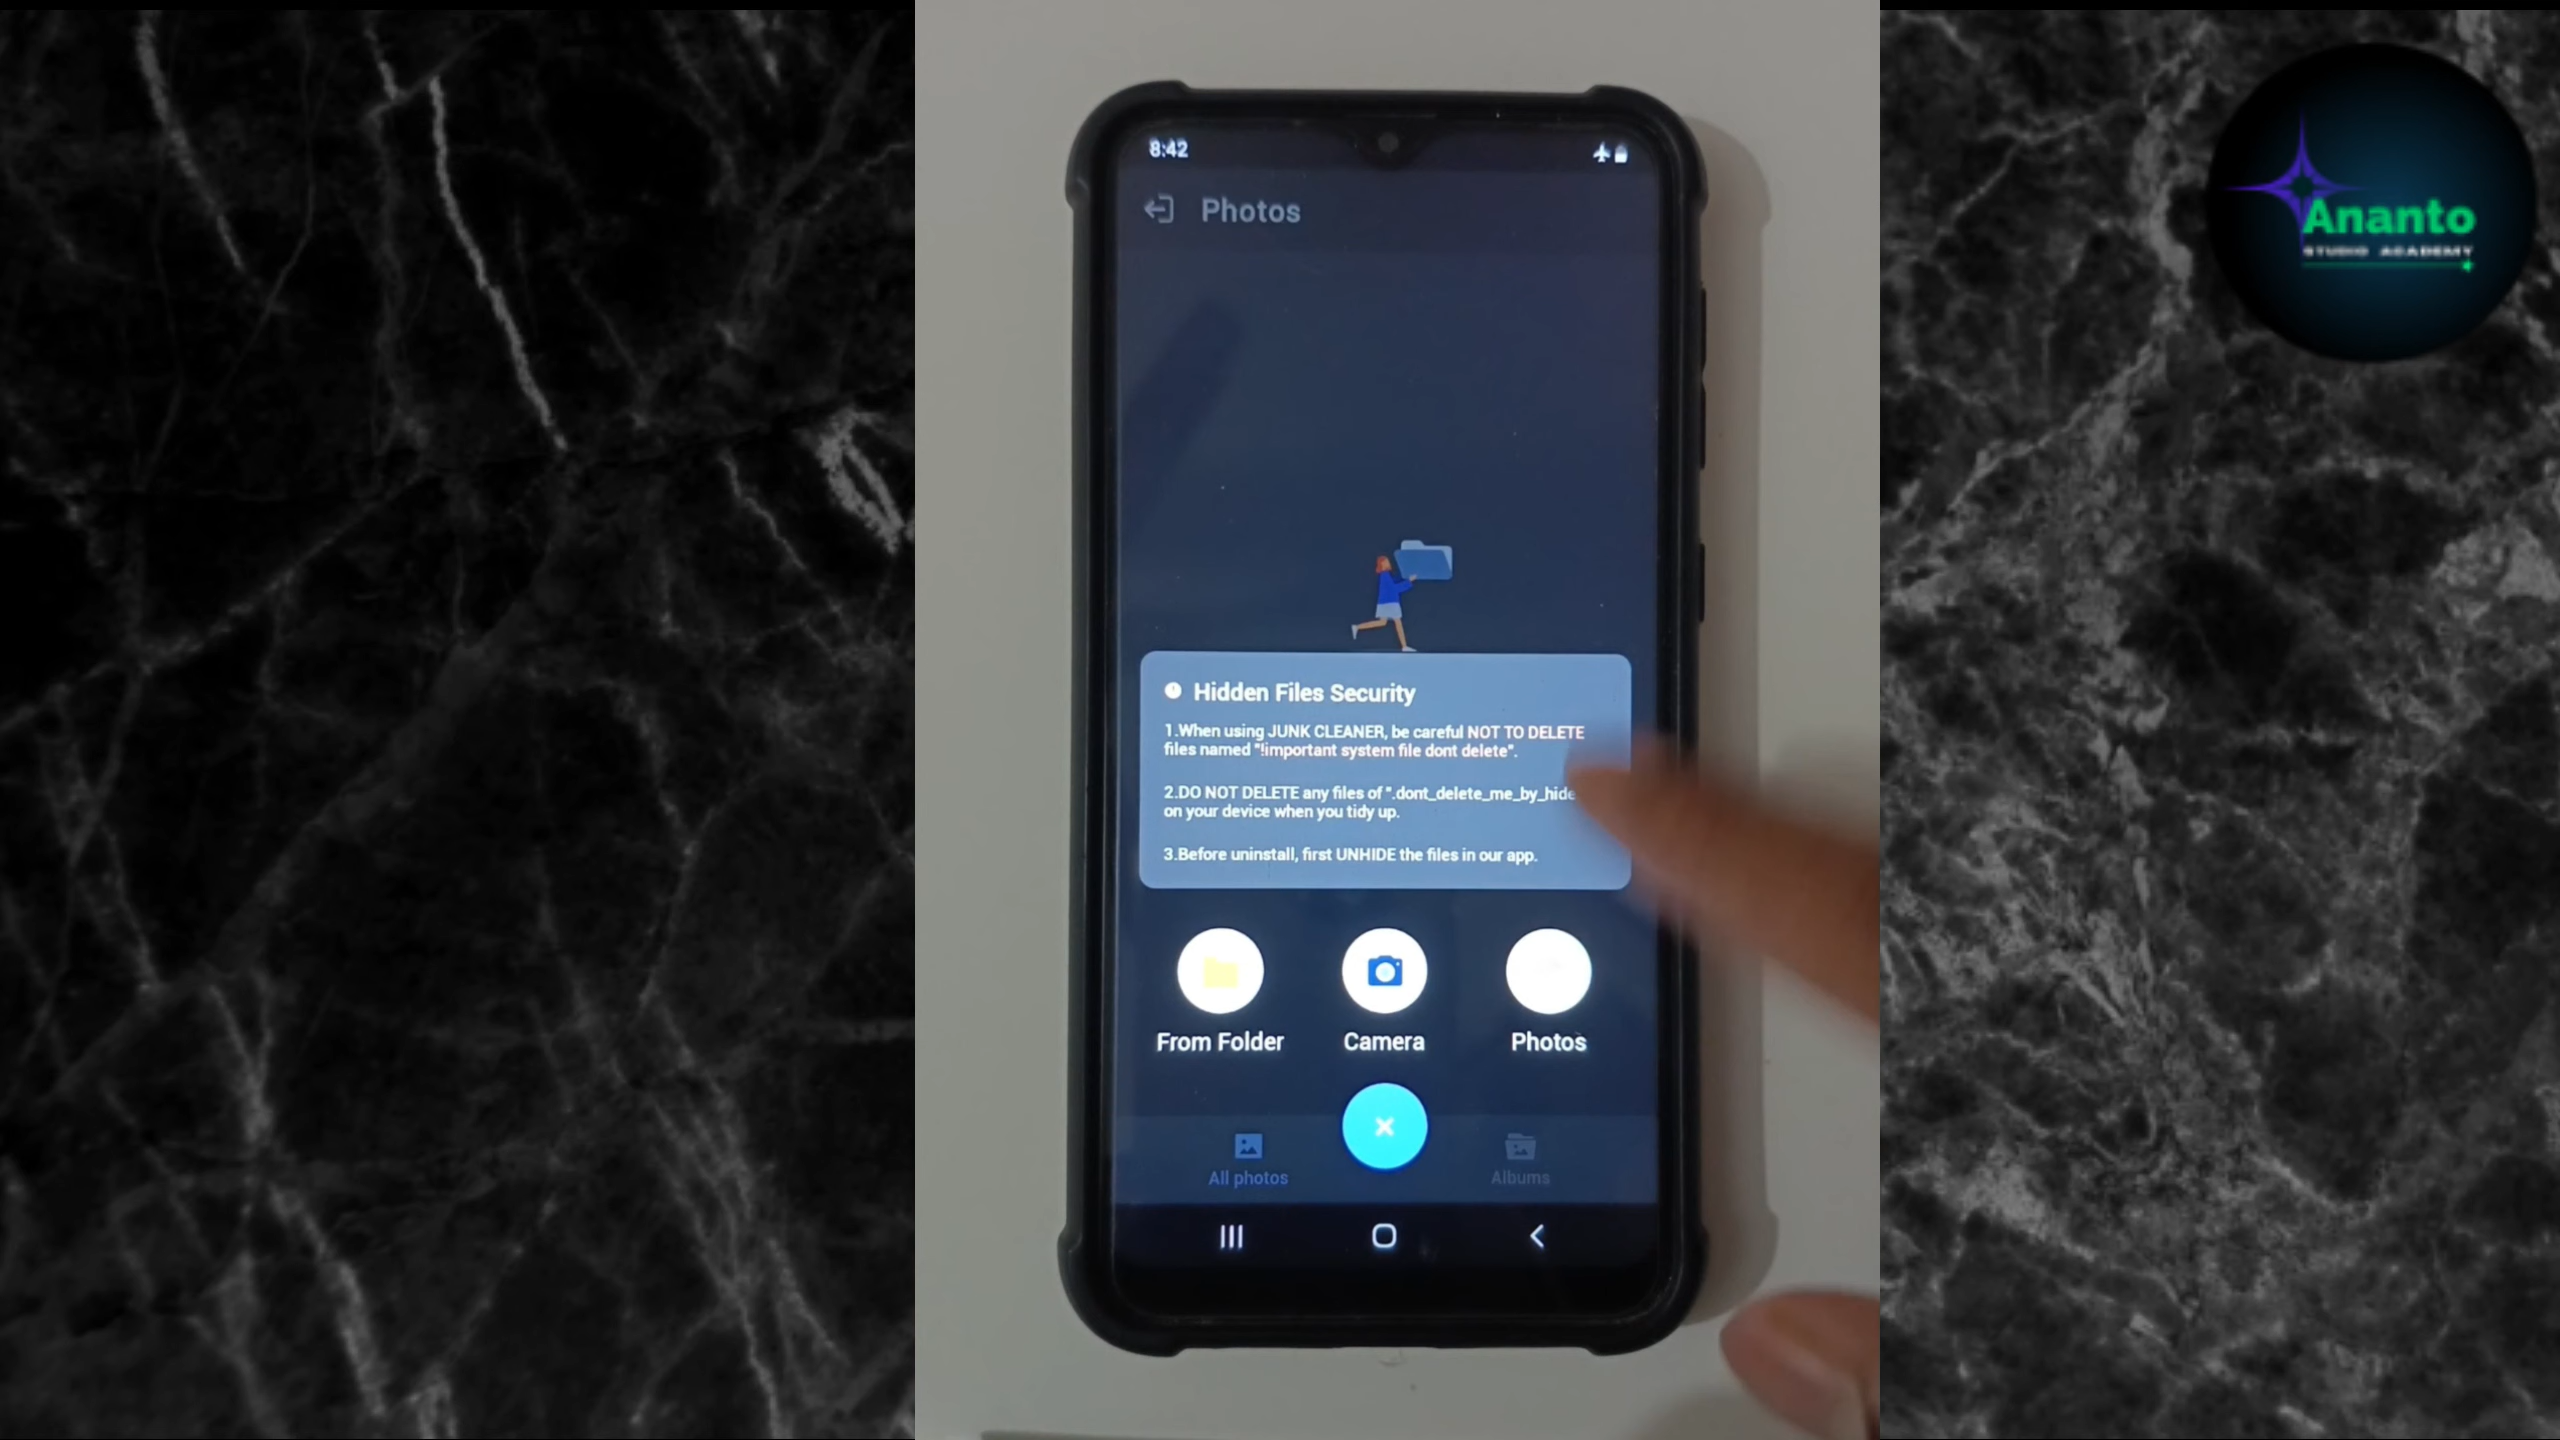 8:42
Photos
Hidden Files Security
1.When using JUNK CLEANER, be careful NOT TO DELETE
files named "!important system file dont delete".
2.DO NOT DELETE any files of ".dont_delete_me_by_hide
on your device when you tidy up.
3.Before uninstall, first UNHIDE the files in our app.
From Folder
Camera
Photos
All photos
Albums
Ananto
STUDIO ACADEMY